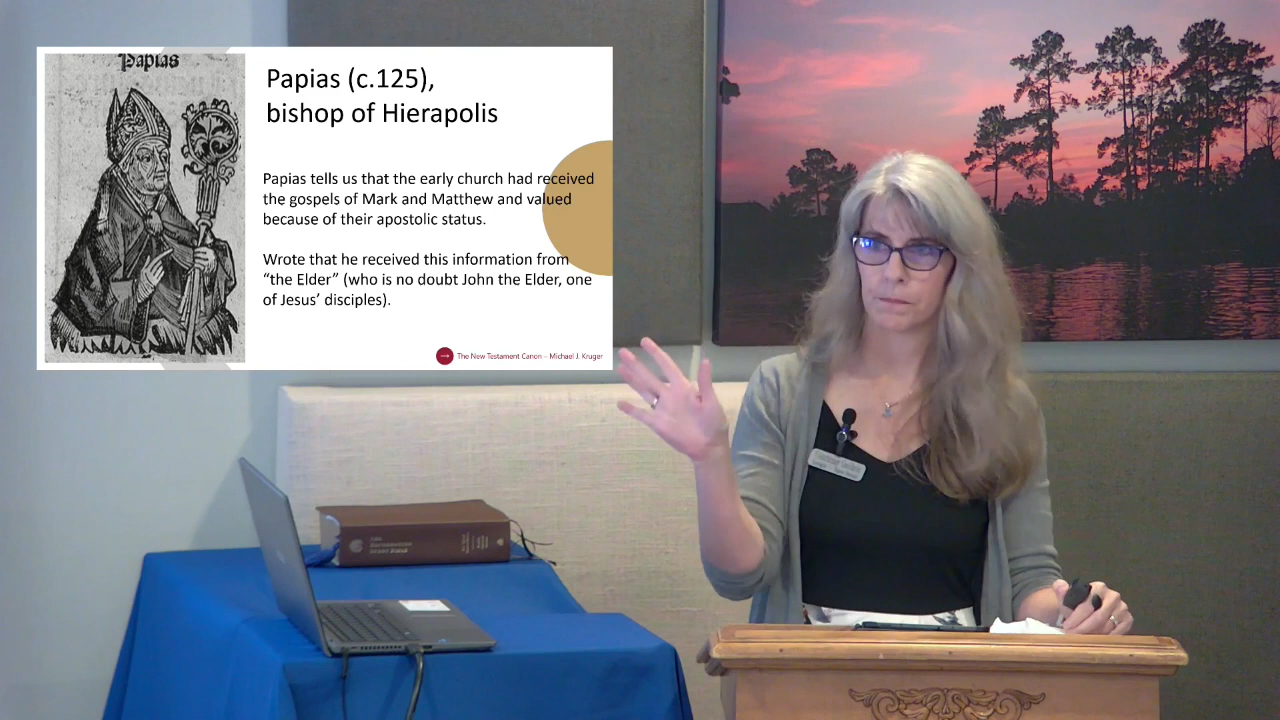 Papias
Papias (c.125),
bishop of Hierapolis
Papias tells us that the early church had received
the gospels of Mark and Matthew and valued
because of their apostolic status.
Wrote that he received this information from
“the Elder” (who is no doubt John the Elder, one
of Jesus’ disciples).
The New Testament Canon – Michael J. Kruger